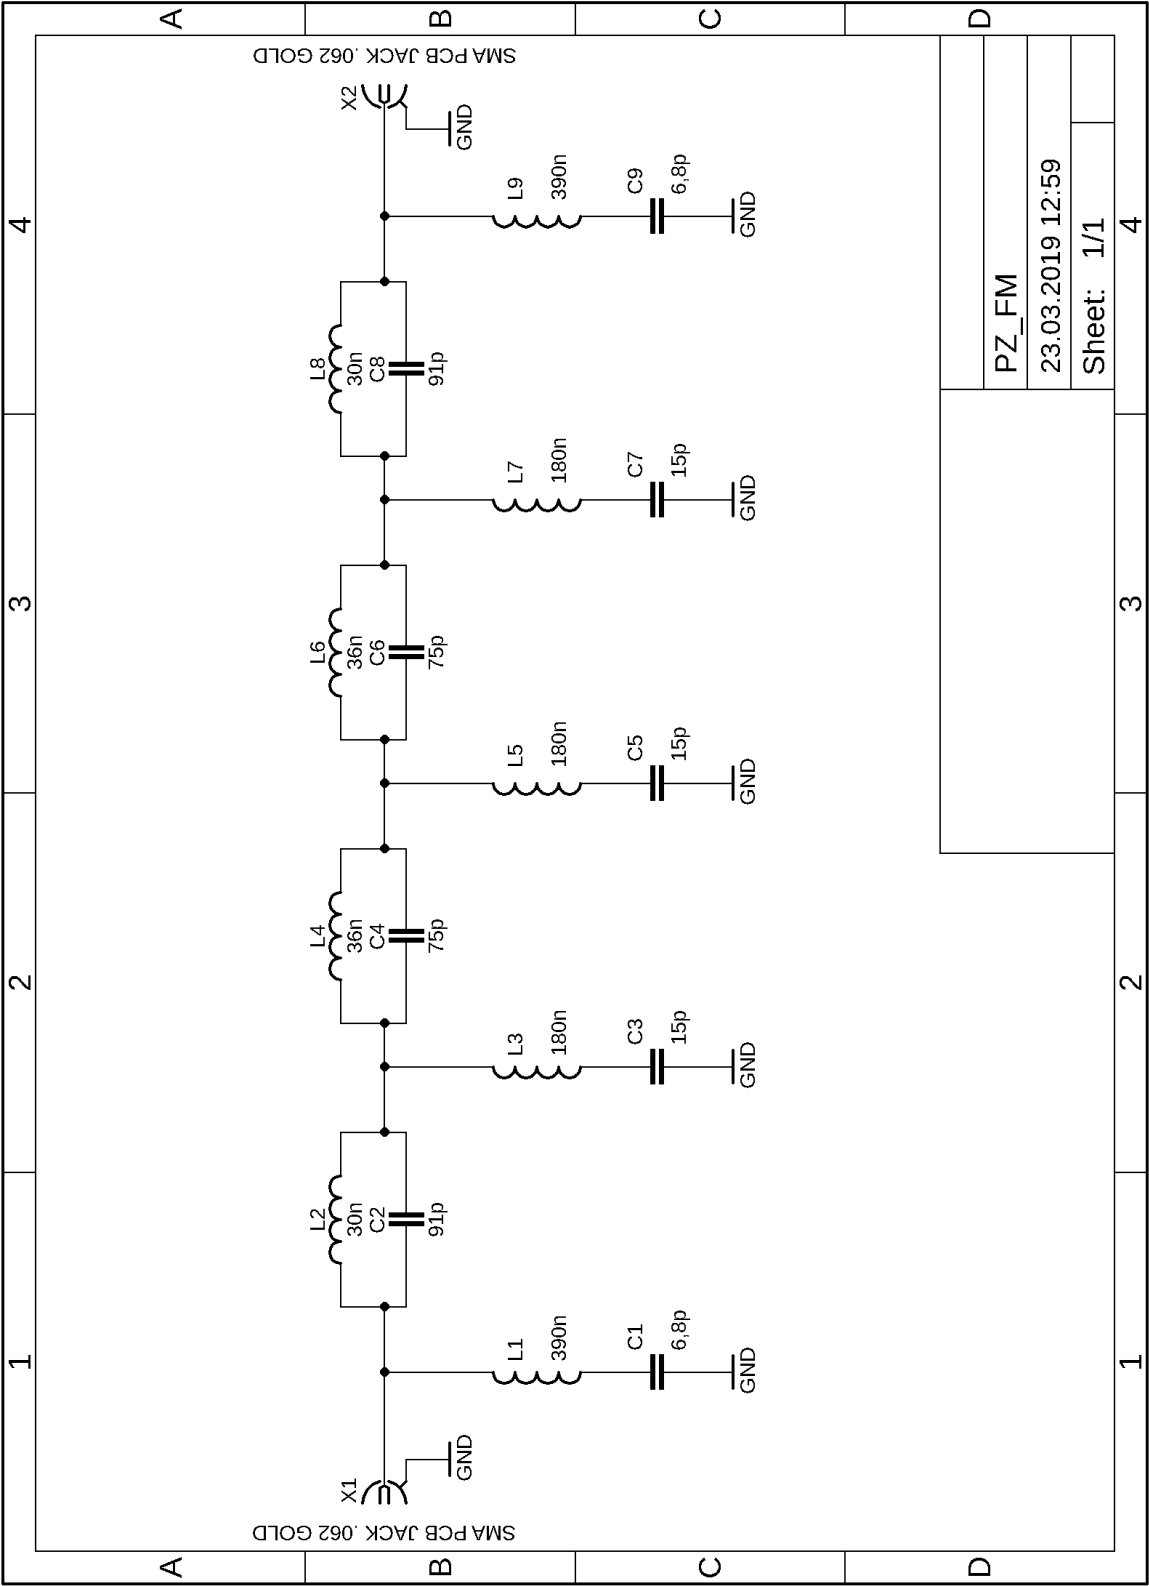 1
2
3
4
A
A
B
B
C
C
D
D
SMA PCB JACK .062 GOLD
X1
GND
L1
390n
C1
6,8p
GND
L2
30n
C2
91p
L3
180n
C3
15p
GND
L4
36n
C4
75p
L5
180n
C5
15p
GND
L6
36n
C6
75p
L7
180n
C7
15p
GND
L8
30n
C8
91p
L9
390n
C9
6,8p
GND
X2
GND
SMA PCB JACK .062 GOLD
PZ_FM
23.03.2019 12:59
Sheet: 1/1
1
2
3
4